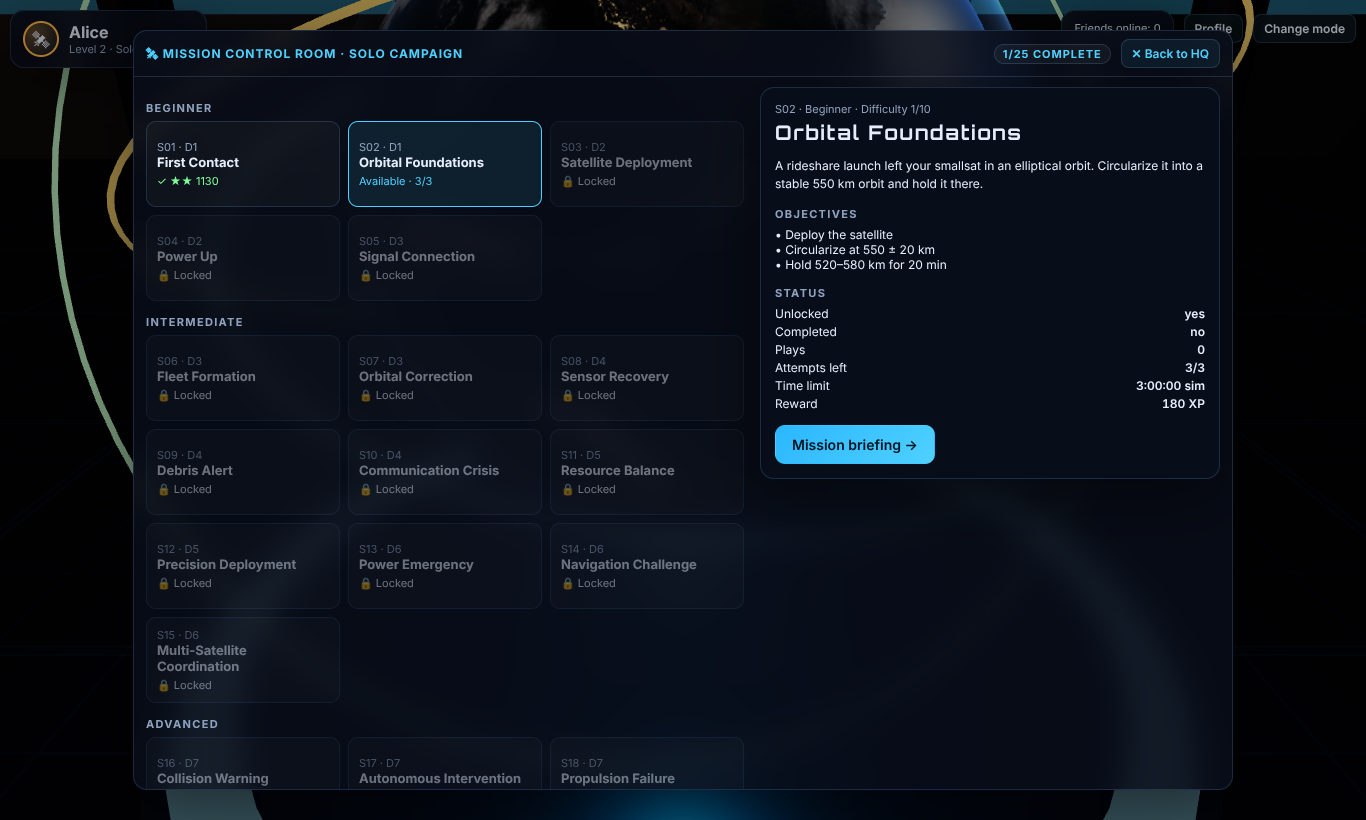 Alice
Level 2 · Solo
Friends online: 0
Profile
Change mode
MISSION CONTROL ROOM · SOLO CAMPAIGN
1/25 COMPLETE
✕ Back to HQ
BEGINNER
S01 · D1
First Contact
✓ ★★ 1130
S02 · D1
Orbital Foundations
Available · 3/3
S03 · D2
Satellite Deployment
🔒 Locked
S04 · D2
Power Up
🔒 Locked
S05 · D3
Signal Connection
🔒 Locked
INTERMEDIATE
S06 · D3
Fleet Formation
🔒 Locked
S07 · D3
Orbital Correction
🔒 Locked
S08 · D4
Sensor Recovery
🔒 Locked
S09 · D4
Debris Alert
🔒 Locked
S10 · D4
Communication Crisis
🔒 Locked
S11 · D5
Resource Balance
🔒 Locked
S12 · D5
Precision Deployment
🔒 Locked
S13 · D6
Power Emergency
🔒 Locked
S14 · D6
Navigation Challenge
🔒 Locked
S15 · D6
Multi-Satellite
Coordination
🔒 Locked
ADVANCED
S16 · D7
Collision Warning
S17 · D7
Autonomous Intervention
S18 · D7
Propulsion Failure
S02 · Beginner · Difficulty 1/10
Orbital Foundations
A rideshare launch left your smallsat in an elliptical orbit. Circularize it into a
stable 550 km orbit and hold it there.
OBJECTIVES
• Deploy the satellite
• Circularize at 550 ± 20 km
• Hold 520–580 km for 20 min
STATUS
Unlocked yes
Completed no
Plays 0
Attempts left 3/3
Time limit 3:00:00 sim
Reward 180 XP
Mission briefing →